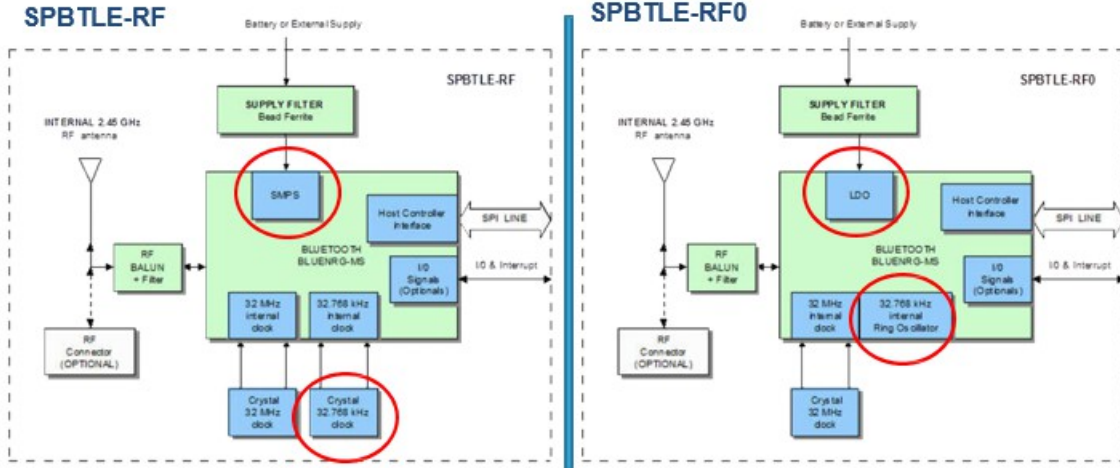 SPBTLE-RF
Battery or External Supply
SPBTLE-RF
SUPPLY FILTER
Bead Ferrite
INTERNAL 2.45 GHz
RF antenna
SMPS
Host Controller
interface
SPI LINE
BLUETOOTH
BLUENRG-MS
RF
BALUN
+ Filter
I/O
Signals
(Optionals)
I/O & Interrupt
32 MHz
internal
clock
32.768 kHz
internal
clock
RF
Connector
(OPTIONAL)
Crystal
32 MHz
clock
Crystal
32.768 kHz
clock
SPBTLE-RF0
Battery or External Supply
SPBTLE-RF0
SUPPLY FILTER
Bead Ferrite
INTERNAL 2.45 GHz
RF antenna
LDO
Host Controller
interface
SPI LINE
BLUETOOTH
BLUENRG-MS
RF
BALUN
+ Filter
I/O
Signals
(Optionals)
I/O & Interrupt
32 MHz
internal
clock
32.768 kHz
internal
Ring Oscillator
RF
Connector
(OPTIONAL)
Crystal
32 MHz
clock